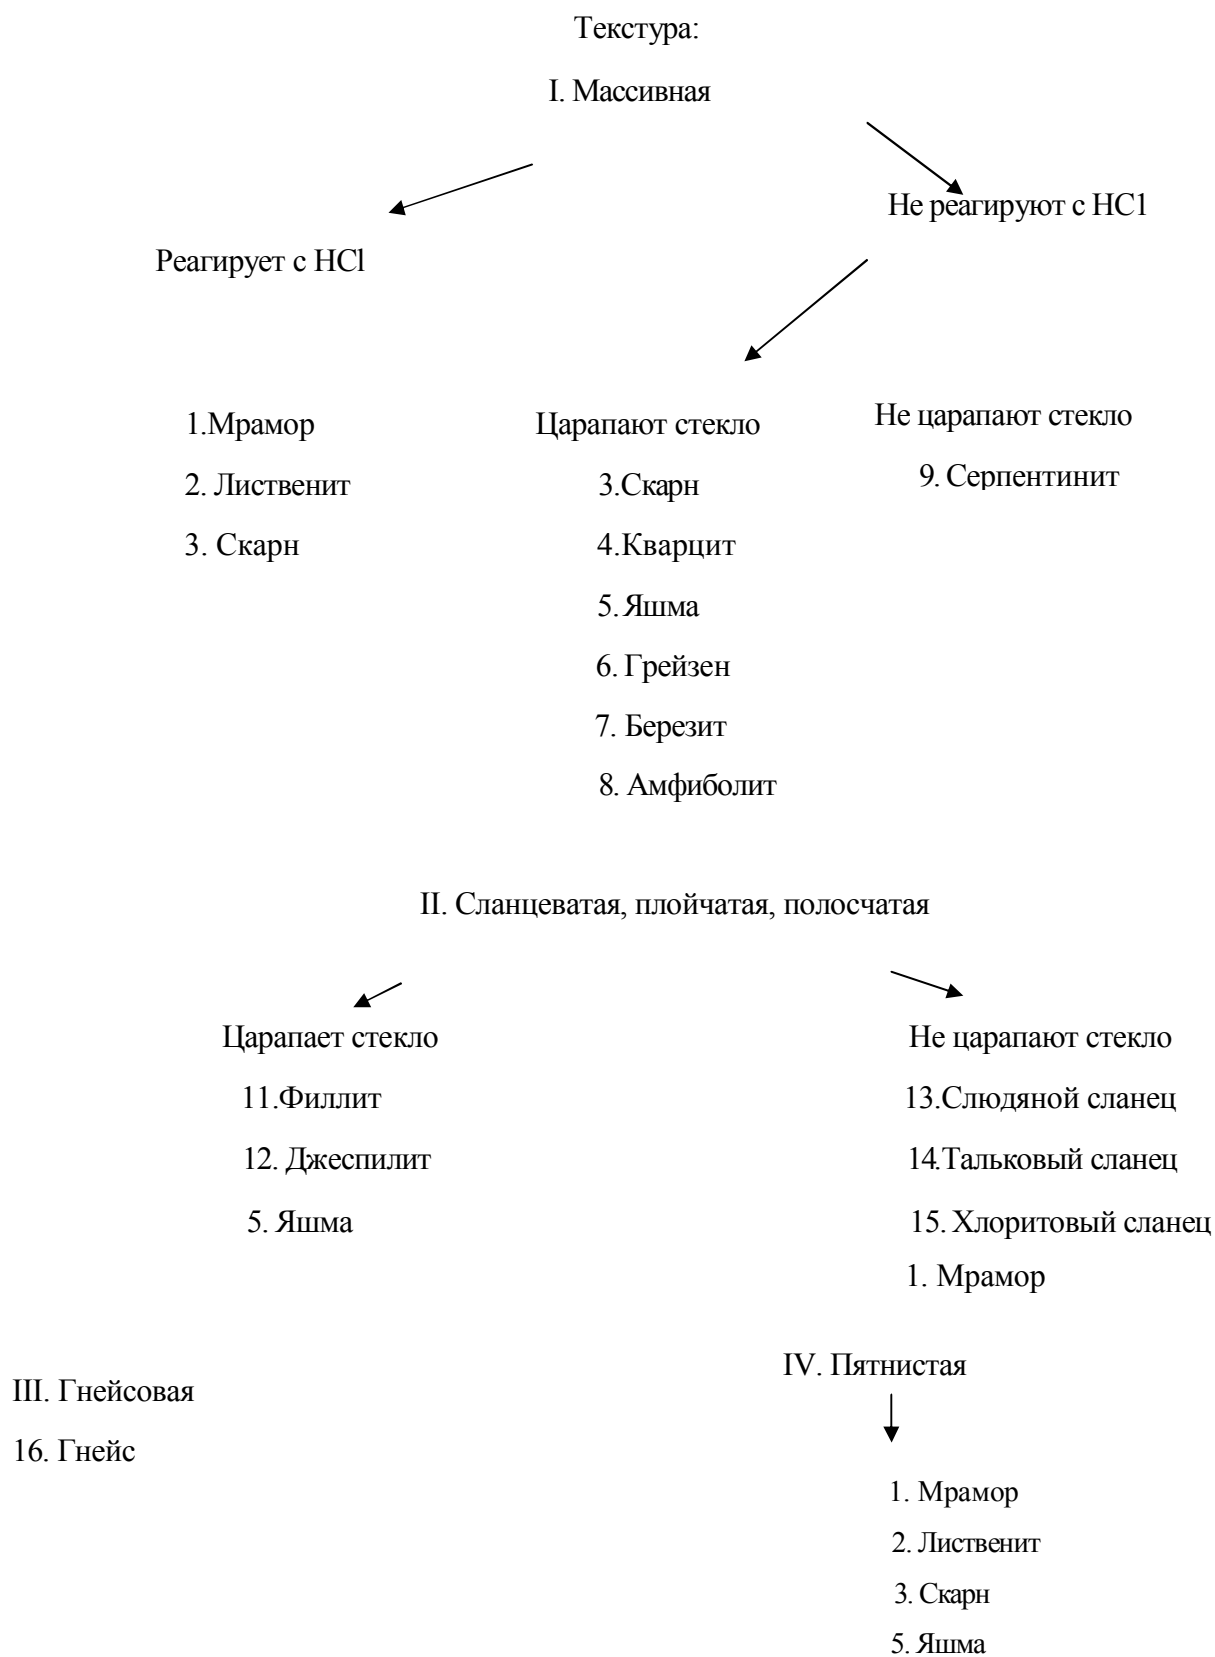 Текстура:
I. Массивная
Не реагируют с НС1
Реагирует с HCl
1.Мрамор
2. Лиственит
3. Скарн
Царапают стекло
3.Скарн
4.Кварцит
5. Яшма
6. Грейзен
7. Березит
8. Амфиболит
Не царапают стекло
9. Серпентинит
II. Сланцеватая, плойчатая, полосчатая
Царапает стекло
11.Филлит
12. Джеспилит
5. Яшма
Не царапают стекло
13.Слюдяной сланец
14.Тальковый сланец
15. Хлоритовый сланец
1. Мрамор
III. Гнейсовая
16. Гнейс
IV. Пятнистая
1. Мрамор
2. Лиственит
3. Скарн
5. Яшма